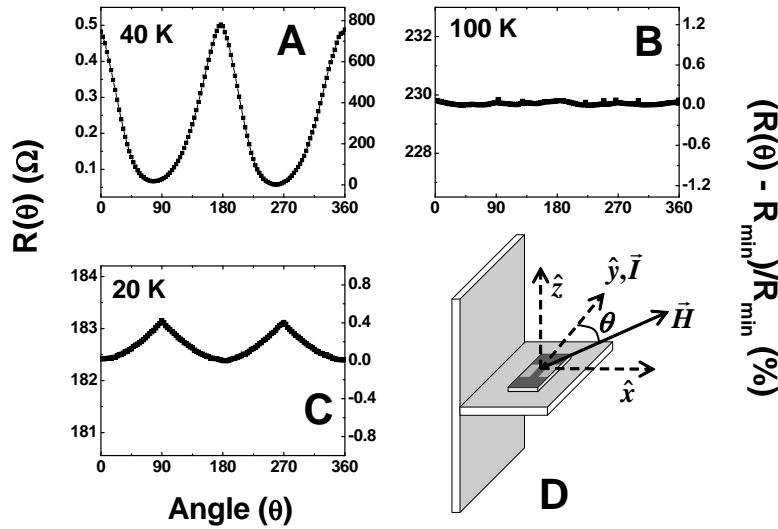 R(θ) (Ω)
0.5
0.4
0.3
0.2
0.1
40 K
A
800
600
400
200
0
0 90 180 270 360
230
229
228
100 K
B
1.2
0.6
0.0
-0.6
-1.2
0 90 180 270 360
(R(θ) - R_min)/R_min (%)
184
183
182
181
20 K
C
0.8
0.4
0.0
-0.4
-0.8
0 90 180 270 360
Angle (θ)
ẑ
ŷ,I⃗
H⃗
θ
x̂
D